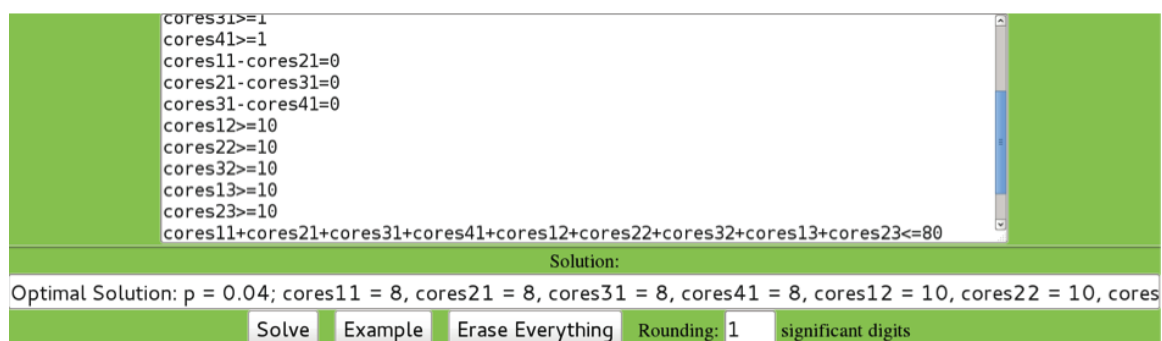 cores31>=1
cores41>=1
cores11-cores21=0
cores21-cores31=0
cores31-cores41=0
cores12>=10
cores22>=10
cores32>=10
cores13>=10
cores23>=10
cores11+cores21+cores31+cores41+cores12+cores22+cores32+cores13+cores23<=80
Solution:
Optimal Solution: p = 0.04; cores11 = 8, cores21 = 8, cores31 = 8, cores41 = 8, cores12 = 10, cores22 = 10, cores
Solve Example Erase Everything Rounding: 1 significant digits